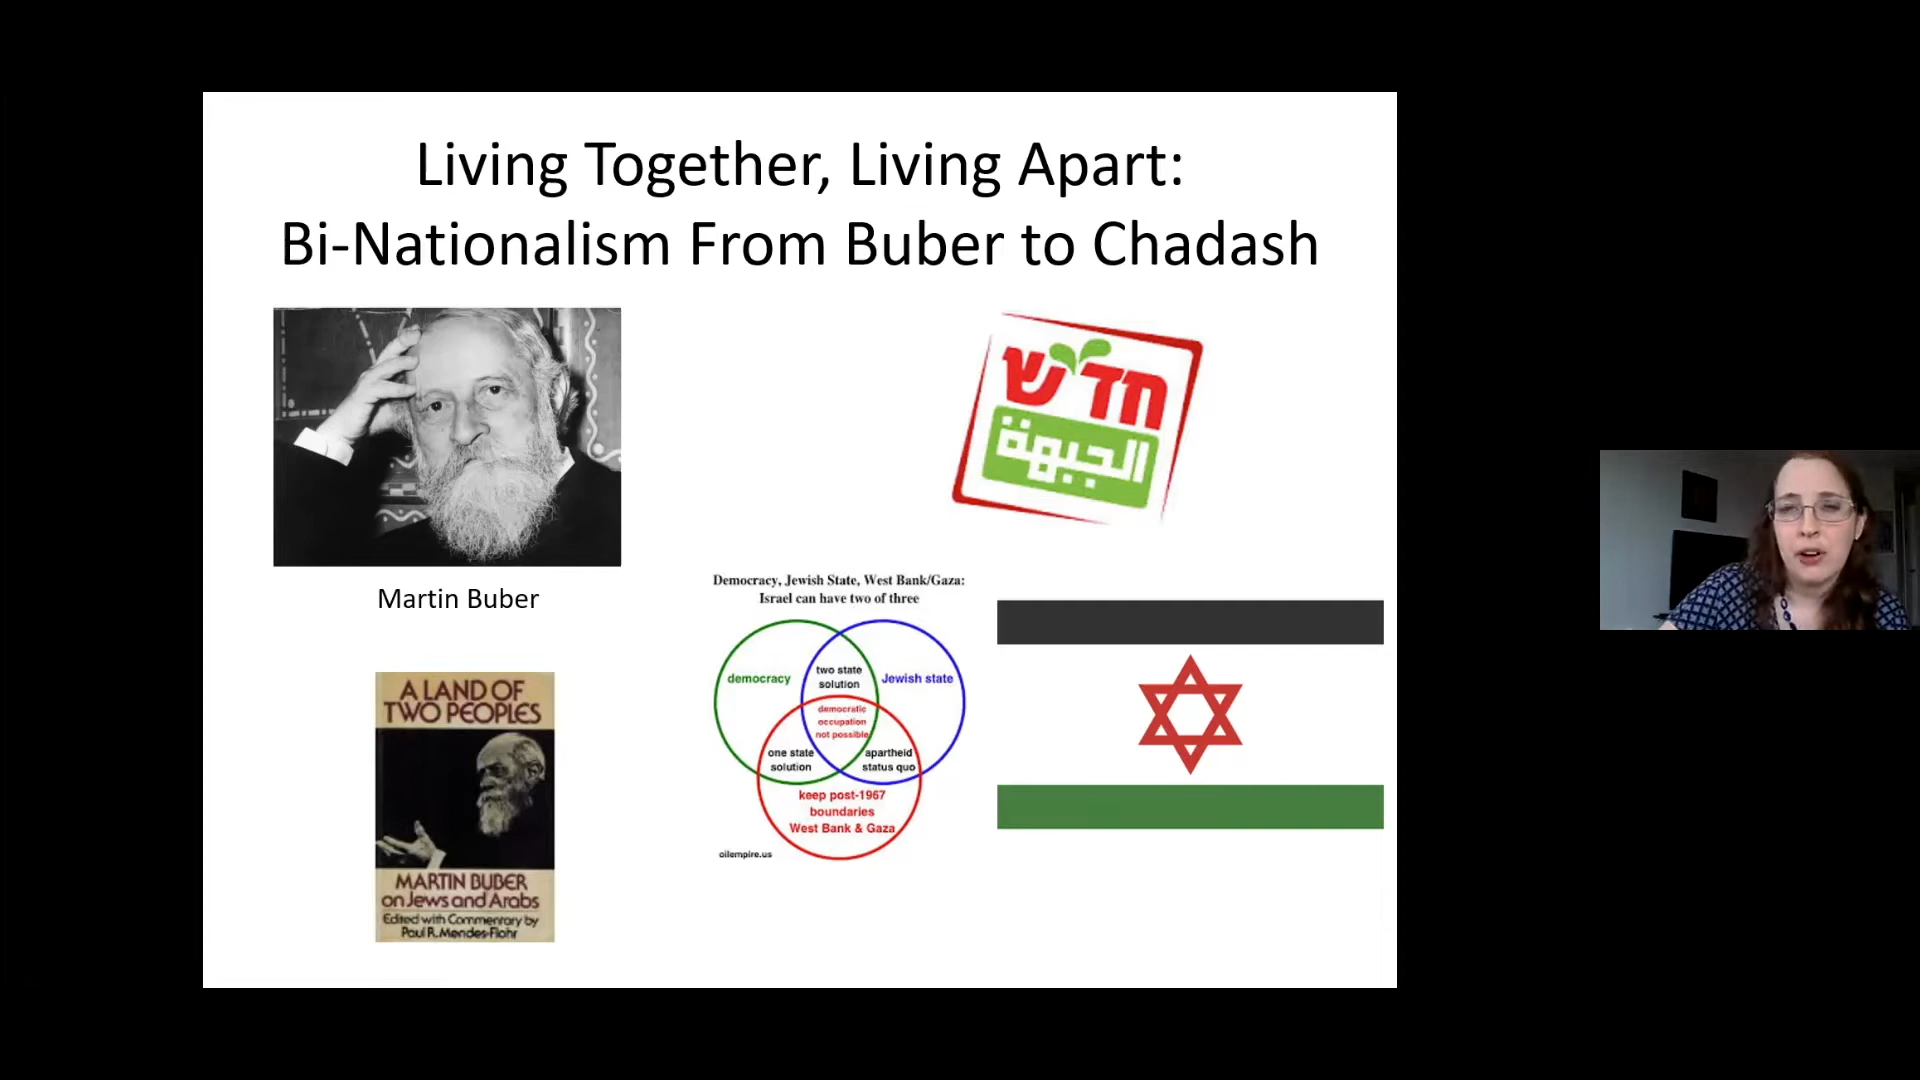 Living Together, Living Apart:
Bi-Nationalism From Buber to Chadash
חד"ש
الجبهة
Martin Buber
A LAND OF
TWO PEOPLES
MARTIN BUBER
on Jews and Arabs
Edited with Commentary by
Paul R. Mendes-Flohr
Democracy, Jewish State, West Bank/Gaza:
Israel can have two of three
democracy
two state
solution
Jewish state
democratic
occupation
not possible
one state
solution
apartheid
status quo
keep post-1967
boundaries
West Bank & Gaza
oilempire.us